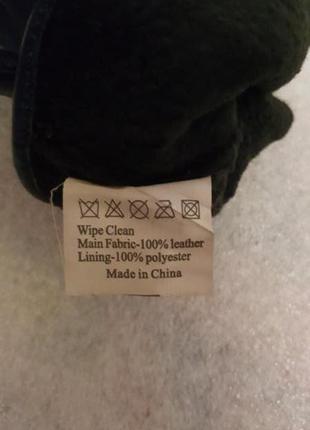 Wipe Clean
Main Fabric-100% leather
Lining-100% polyester
Made in China